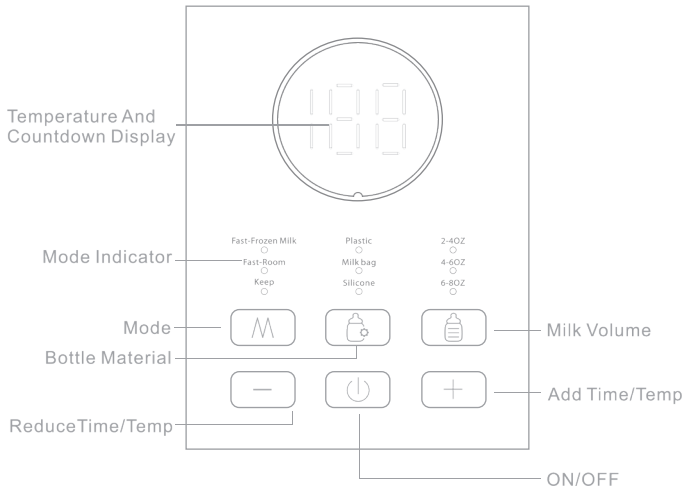 Temperature And
Countdown Display
Fast-Frozen Milk Plastic 2-4OZ
Mode Indicator Fast-Room Milk bag 4-6OZ
Keep Silicone 6-8OZ
Mode
Milk Volume
Bottle Material
Add Time/Temp
ReduceTime/Temp
ON/OFF